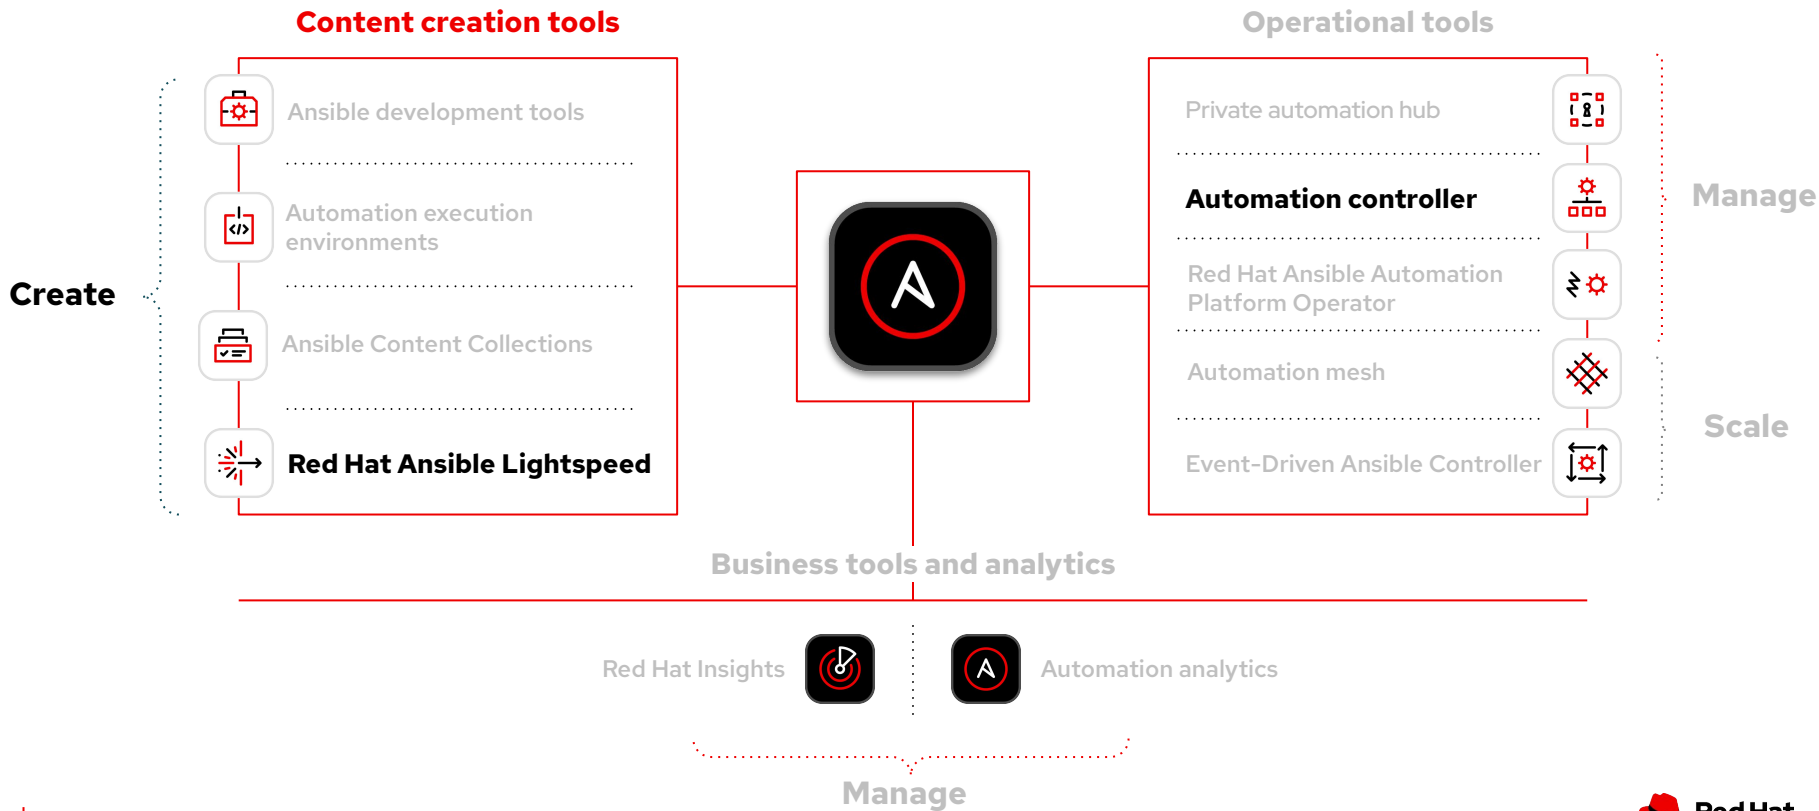 Content creation tools
Ansible development tools
Automation execution
environments
Ansible Content Collections
Red Hat Ansible Lightspeed
Create
Operational tools
Private automation hub
Automation controller
Red Hat Ansible Automation
Platform Operator
Automation mesh
Event-Driven Ansible Controller
Manage
Scale
Business tools and analytics
Red Hat Insights
Automation analytics
Manage
Red Hat